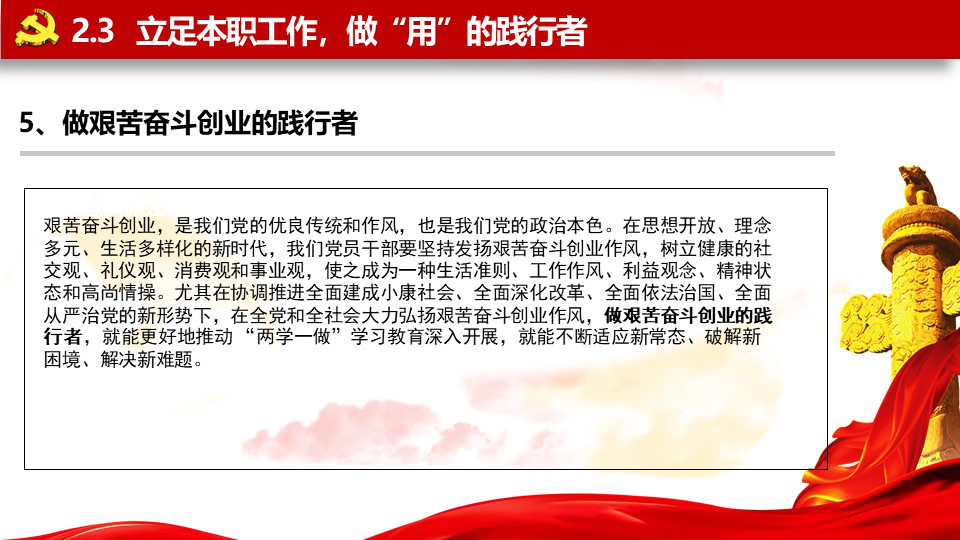 2.3 立足本职工作，做“用”的践行者
5、做艰苦奋斗创业的践行者
艰苦奋斗创业，是我们党的优良传统和作风，也是我们党的政治本色。在思想开放、理念
多元、生活多样化的新时代，我们党员干部要坚持发扬艰苦奋斗创业作风，树立健康的社
交观、礼仪观、消费观和事业观，使之成为一种生活准则、工作作风、利益观念、精神状
态和高尚情操。尤其在协调推进全面建成小康社会、全面深化改革、全面依法治国、全面
从严治党的新形势下，在全党和全社会大力弘扬艰苦奋斗创业作风，做艰苦奋斗创业的践
行者，就能更好地推动“两学一做”学习教育深入开展，就能不断适应新常态、破解新
困境、解决新难题。